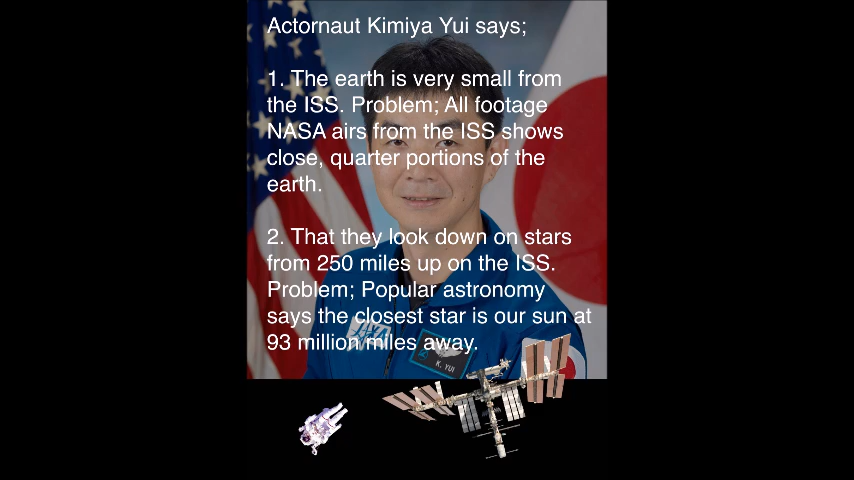 Actornaut Kimiya Yui says;
1. The earth is very small from
the ISS. Problem; All footage
NASA airs from the ISS shows
close, quarter portions of the
earth.
2. That they look down on stars
from 250 miles up on the ISS.
Problem; Popular astronomy
says the closest star is our sun at
93 million miles away.
K. YUI